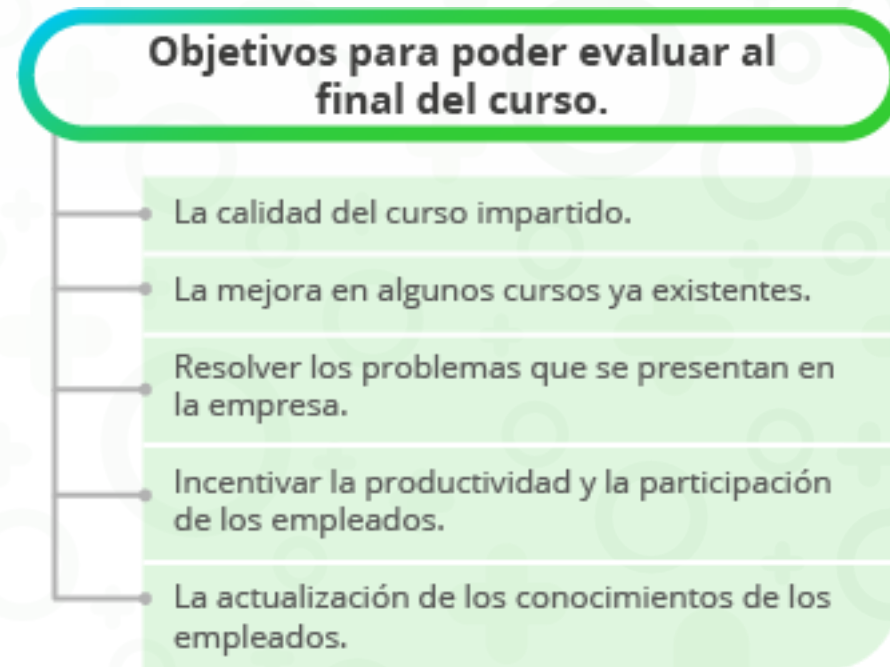 Objetivos para poder evaluar al
final del curso.
La calidad del curso impartido.
La mejora en algunos cursos ya existentes.
Resolver los problemas que se presentan en
la empresa.
Incentivar la productividad y la participación
de los empleados.
La actualización de los conocimientos de los
empleados.